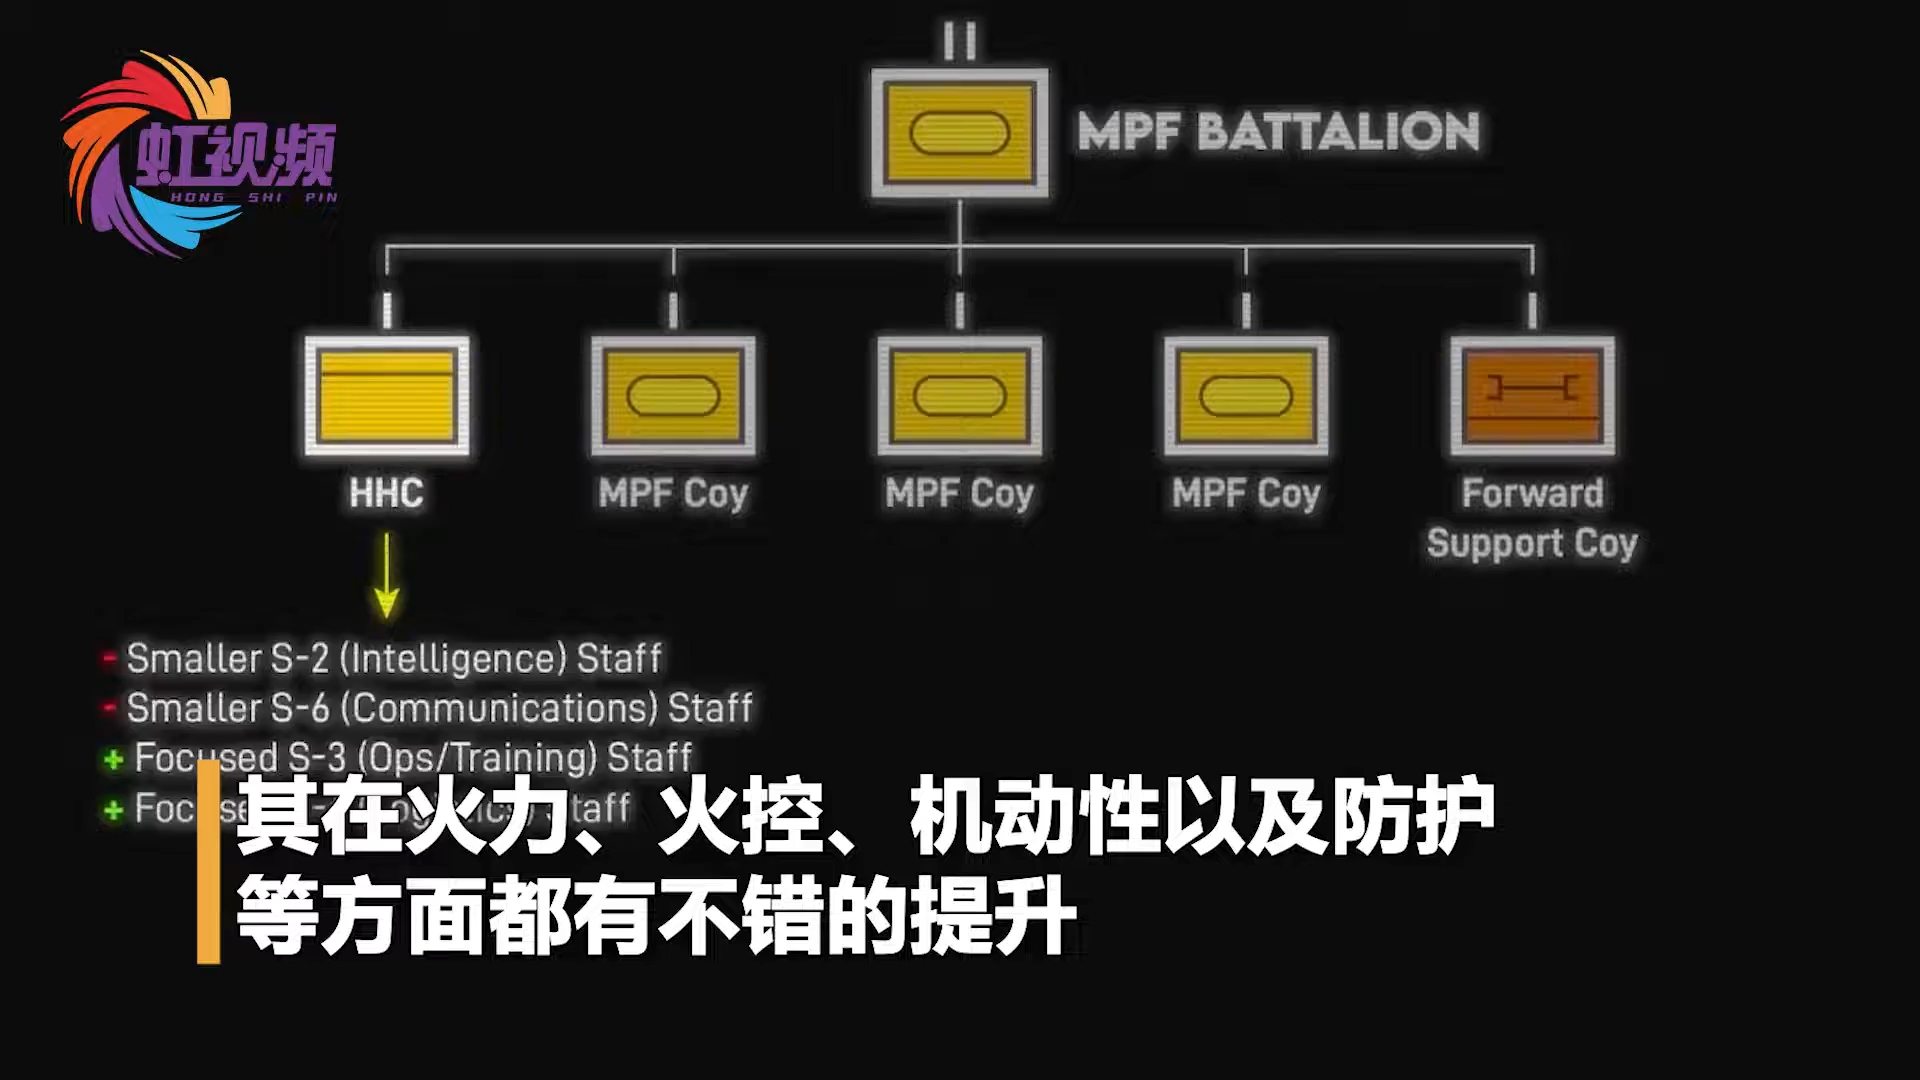 虹视频
HONG SHI PIN
MPF BATTALION
HHC
MPF Coy
MPF Coy
MPF Coy
Forward
Support Coy
- Smaller S-2 (Intelligence) Staff
- Smaller S-6 (Communications) Staff
+ Focused S-3 (Ops/Training) Staff
+ Staff
其在火力、火控、机动性以及防护
等方面都有不错的提升